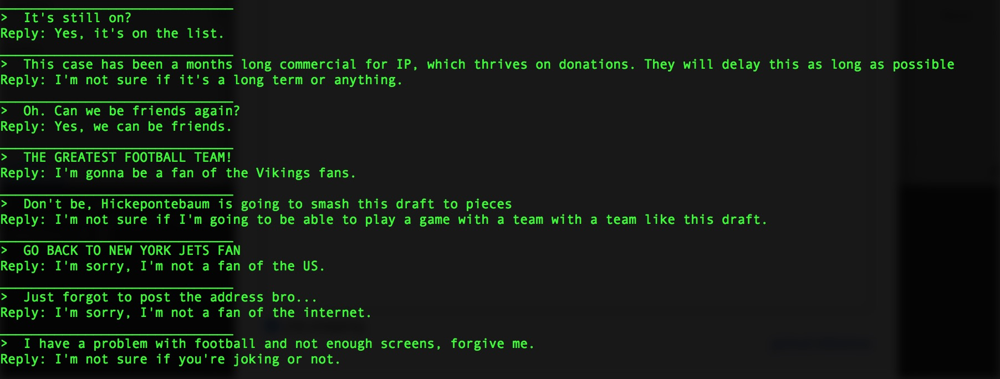 > It's still on?
Reply: Yes, it's on the list.
> This case has been a months long commercial for IP, which thrives on donations. They will delay this as long as possible
Reply: I'm not sure if it's a long term or anything.
> Oh. Can we be friends again?
Reply: Yes, we can be friends.
> THE GREATEST FOOTBALL TEAM!
Reply: I'm gonna be a fan of the Vikings fans.
> Don't be, Hickepontebaum is going to smash this draft to pieces
Reply: I'm not sure if I'm going to be able to play a game with a team with a team like this draft.
> GO BACK TO NEW YORK JETS FAN
Reply: I'm sorry, I'm not a fan of the US.
> Just forgot to post the address bro...
Reply: I'm sorry, I'm not a fan of the internet.
> I have a problem with football and not enough screens, forgive me.
Reply: I'm not sure if you're joking or not.